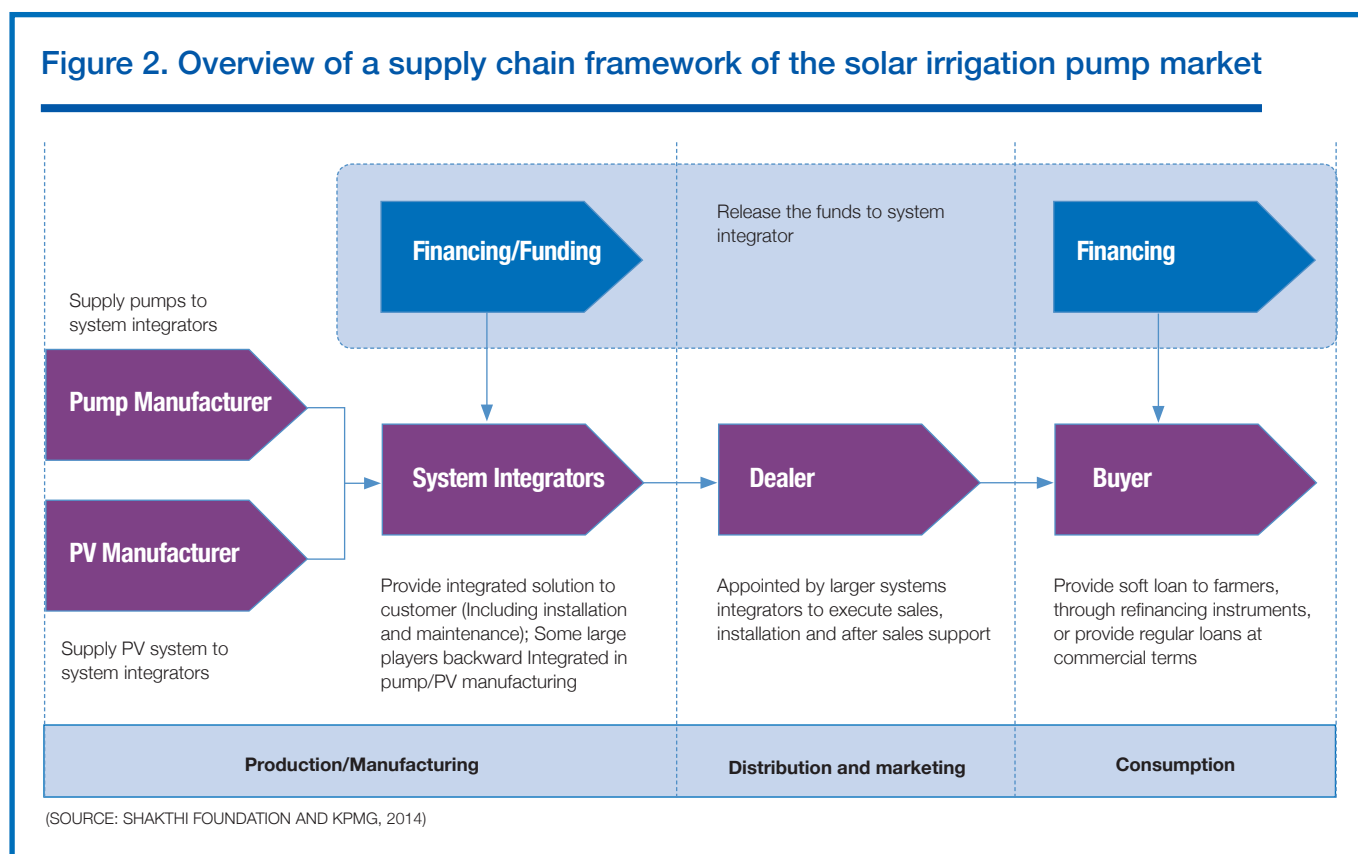 Figure 2. Overview of a supply chain framework of the solar irrigation pump market
Financing/Funding
Release the funds to system
integrator
Financing
Supply pumps to
system integrators
Pump Manufacturer
PV Manufacturer
Supply PV system to
system integrators
System Integrators
Provide integrated solution to
customer (Including installation
and maintenance); Some large
players backward Integrated in
pump/PV manufacturing
Dealer
Appointed by larger systems
integrators to execute sales,
installation and after sales support
Buyer
Provide soft loan to farmers,
through refinancing instruments,
or provide regular loans at
commercial terms
Production/Manufacturing
Distribution and marketing
Consumption
(SOURCE: SHAKTHI FOUNDATION AND KPMG, 2014)